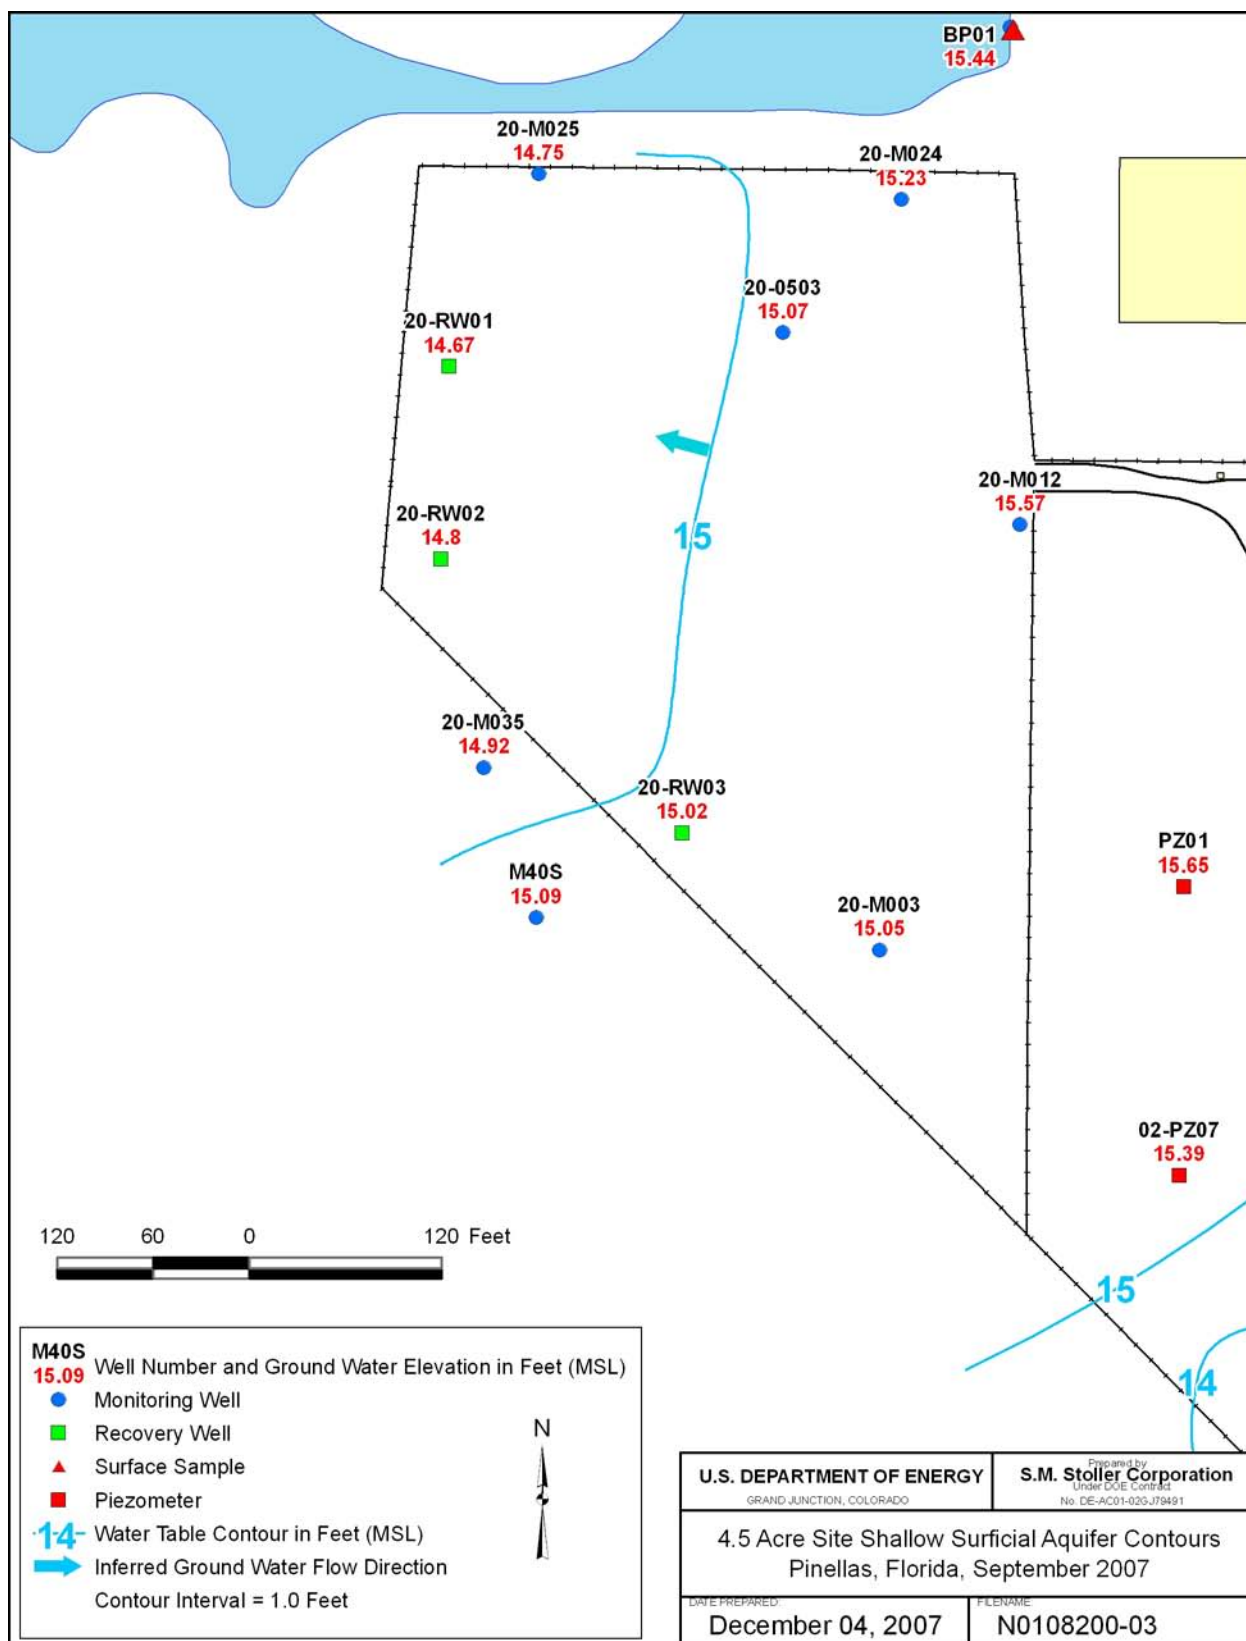 BP01
15.44
20-M025
14.75
20-M024
15.23
20-0503
15.07
20-RW01
14.67
20-M012
15.57
20-RW02
14.8
15
20-M035
14.92
20-RW03
15.02
PZ01
15.65
M40S
15.09
20-M003
15.05
02-PZ07
15.39
120 60 0 120 Feet
15
14
M40S
15.09 Well Number and Ground Water Elevation in Feet (MSL)
Monitoring Well
Recovery Well
Surface Sample
Piezometer
14 Water Table Contour in Feet (MSL)
Inferred Ground Water Flow Direction
Contour Interval = 1.0 Feet
N
U.S. DEPARTMENT OF ENERGY
GRAND JUNCTION, COLORADO
Prepared by
S.M. Stoller Corporation
Under DOE Contract
No. DE-AC01-02GJ79491
4.5 Acre Site Shallow Surficial Aquifer Contours
Pinellas, Florida, September 2007
DATE PREPARED:
December 04, 2007
FILENAME:
N0108200-03